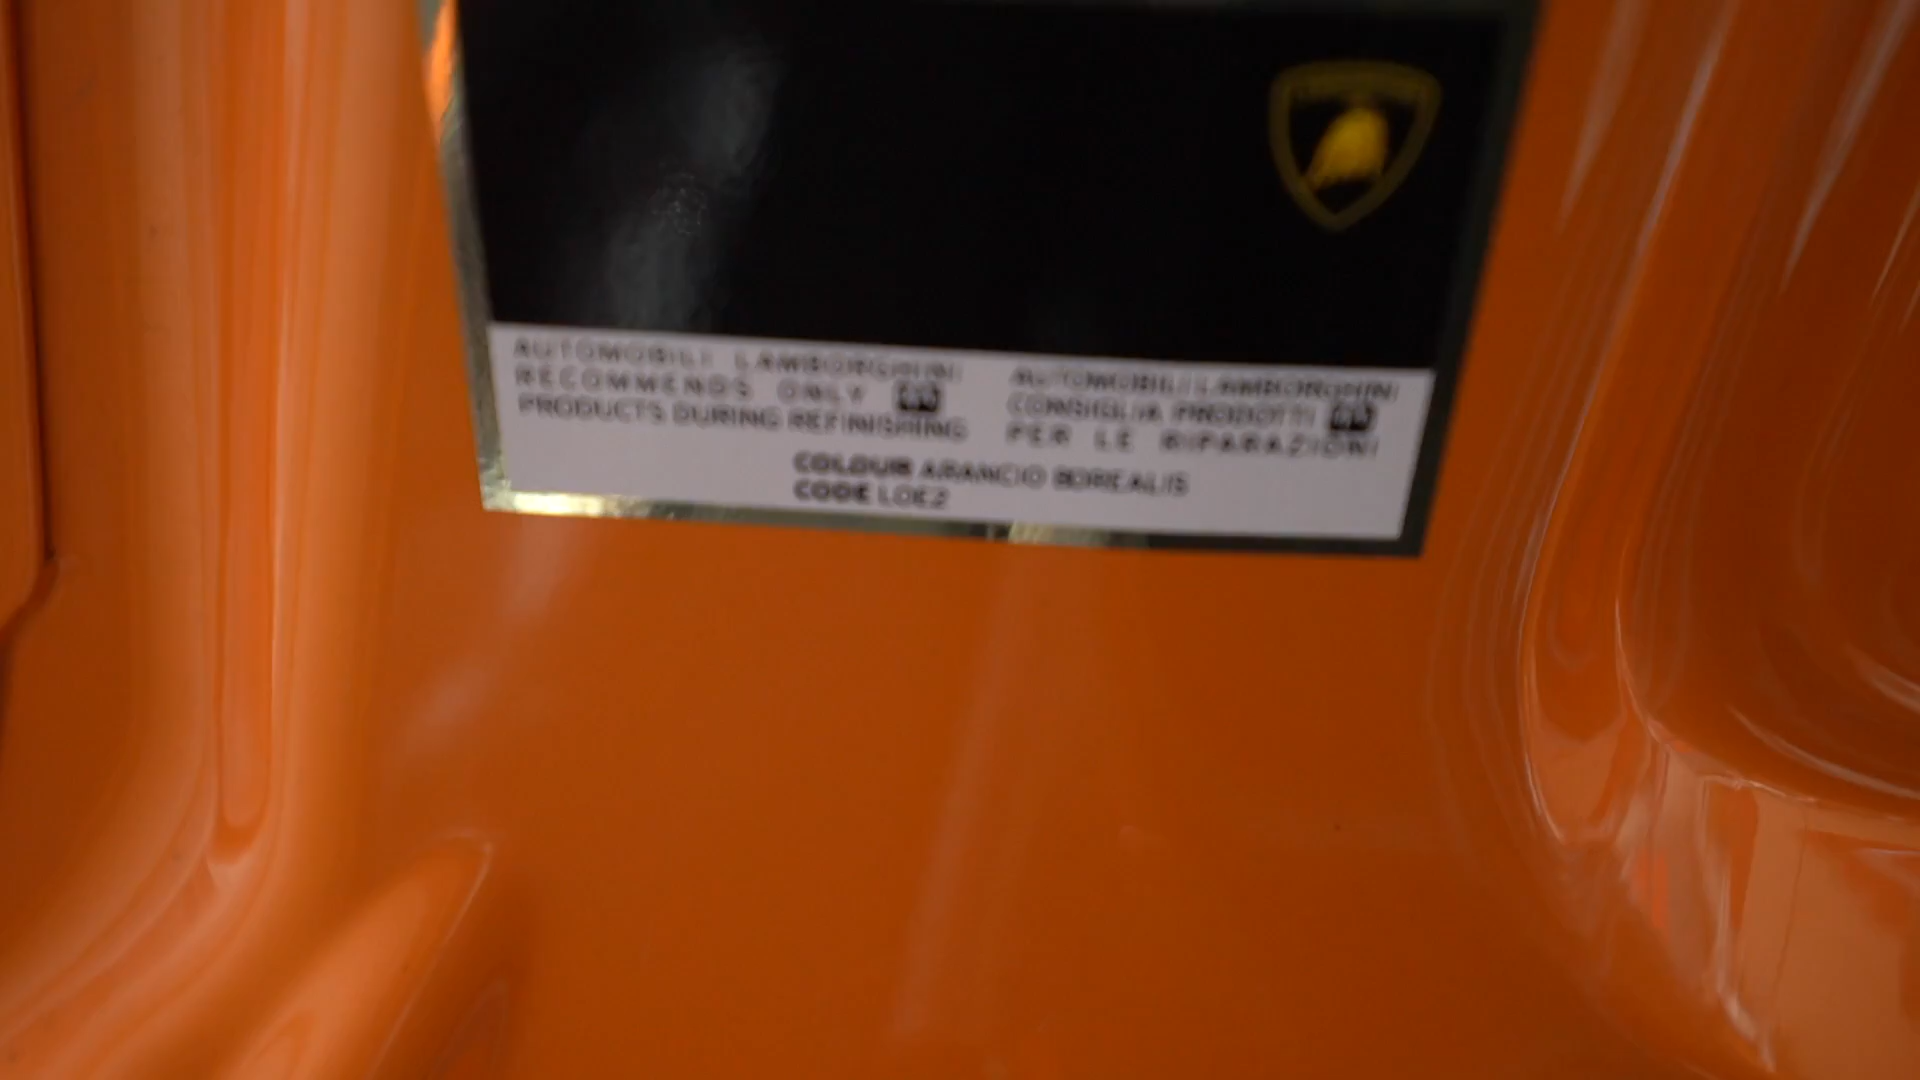 AUTOMOBILI LAMBORGHINI
RECOMMENDS ONLY
PRODUCTS DURING REFINISHING
AUTOMOBILI LAMBORGHINI
CONSIGLIA PRODOTTI
PER LE RIPARAZIONI
COLOUR ARANCIO BOREALIS
CODE L0E2